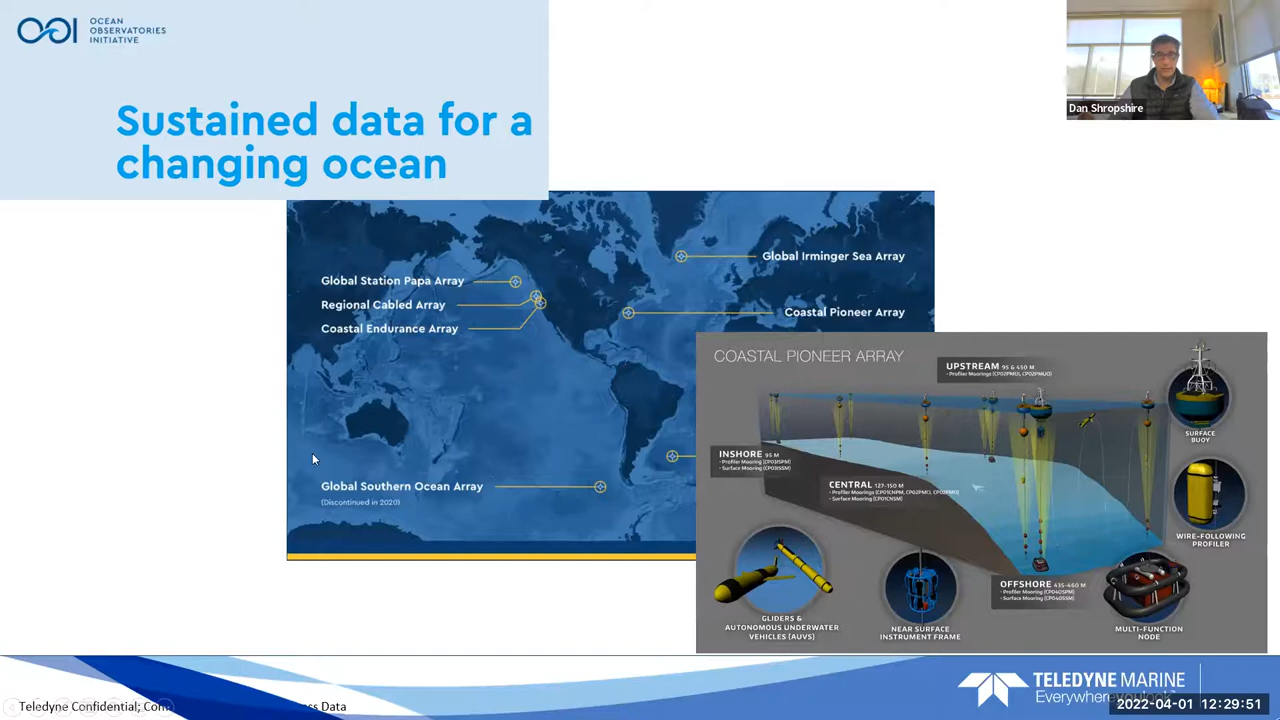 OOI
OCEAN
OBSERVATORIES
INITIATIVE
Sustained data for a
changing ocean
Dan Shropshire
Global Irminger Sea Array
Global Station Papa Array
Regional Cabled Array
Coastal Pioneer Array
Coastal Endurance Array
Global Southern Ocean Array
(Discontinued in 2020)
COASTAL PIONEER ARRAY
UPSTREAM 95 & 450 M
• Profiler Moorings (CP02PMUI, CP02PMUO)
SURFACE
BUOY
INSHORE 95 M
• Profiler Mooring (CP03ISPM)
• Surface Mooring (CP03ISSM)
CENTRAL 127-150 M
• Profiler Moorings (CP01CNPM, CP02PMCI, CP02PMCO)
• Surface Mooring (CP01CNSM)
WIRE-FOLLOWING
PROFILER
OFFSHORE 435-460 M
• Profiler Mooring (CP04OSPM)
• Surface Mooring (CP04OSSM)
GLIDERS &
AUTONOMOUS UNDERWATER
VEHICLES (AUVS)
NEAR SURFACE
INSTRUMENT FRAME
MULTI-FUNCTION
NODE
TELEDYNE MARINE
Everywhereyoulook
Teledyne Confidential; Com
ss Data
2022-04-01 12:29:51